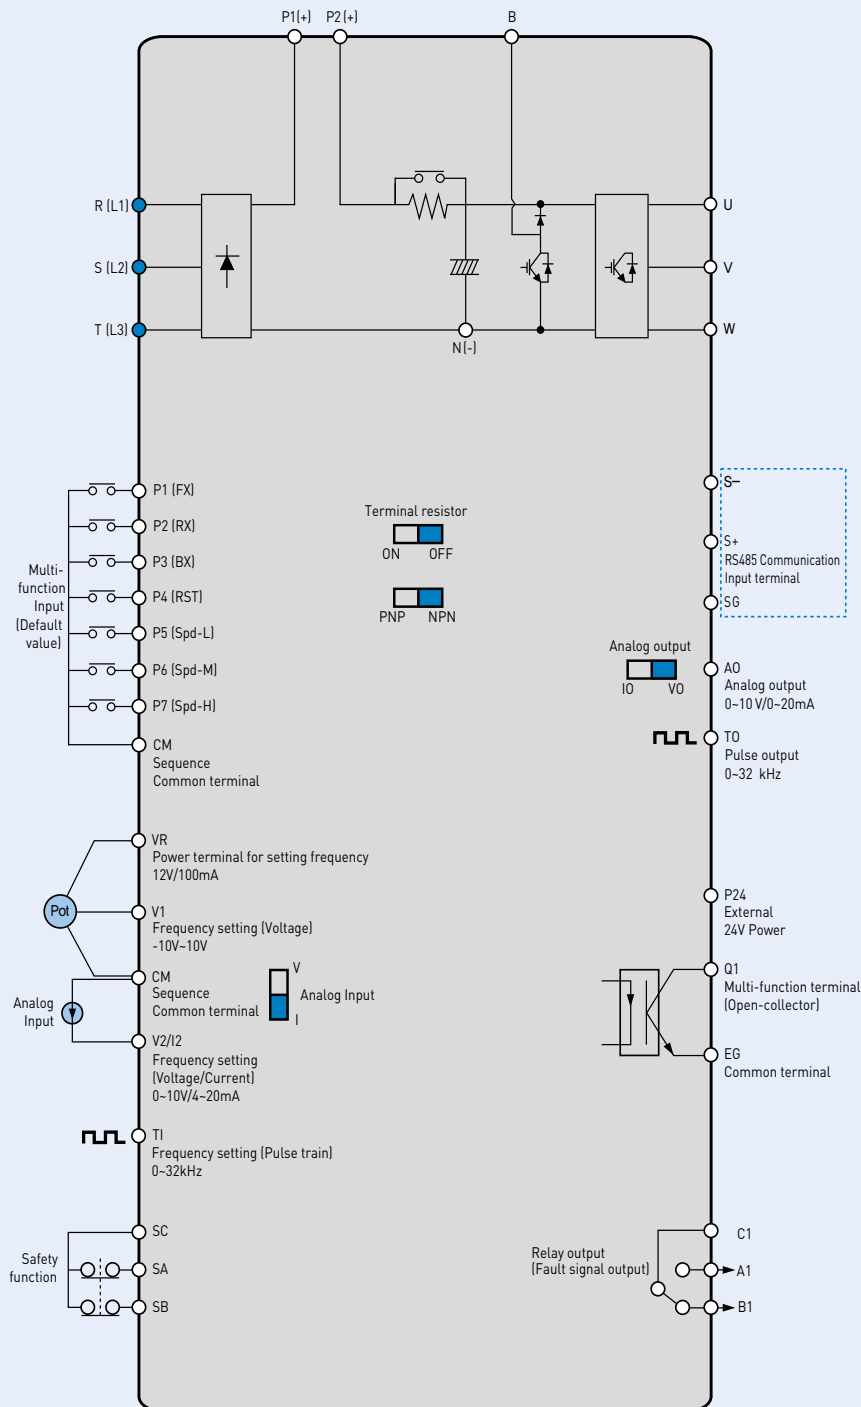 P1(+) P2 (+) B
R (L1)
S (L2)
T (L3)
N (-)
U
V
W
Multi-
function
Input
(Default
value)
P1 (FX)
P2 (RX)
P3 (BX)
P4 (RST)
P5 (Spd-L)
P6 (Spd-M)
P7 (Spd-H)
CM
Sequence
Common terminal
Terminal resistor
ON OFF
PNP NPN
S−
S+
RS485 Communication
Input terminal
SG
Analog output
IO VO
AO
Analog output
0~10 V/0~20mA
TO
Pulse output
0~32 kHz
VR
Power terminal for setting frequency
12V/100mA
Pot
V1
Frequency setting (Voltage)
-10V~10V
CM
Sequence
Common terminal
V
Analog Input
I
Analog
Input
V2/I2
Frequency setting
(Voltage/Current)
0~10V/4~20mA
TI
Frequency setting (Pulse train)
0~32kHz
P24
External
24V Power
Q1
Multi-function terminal
(Open-collector)
EG
Common terminal
Safety
function
SC
SA
SB
Relay output
(Fault signal output)
C1
A1
B1